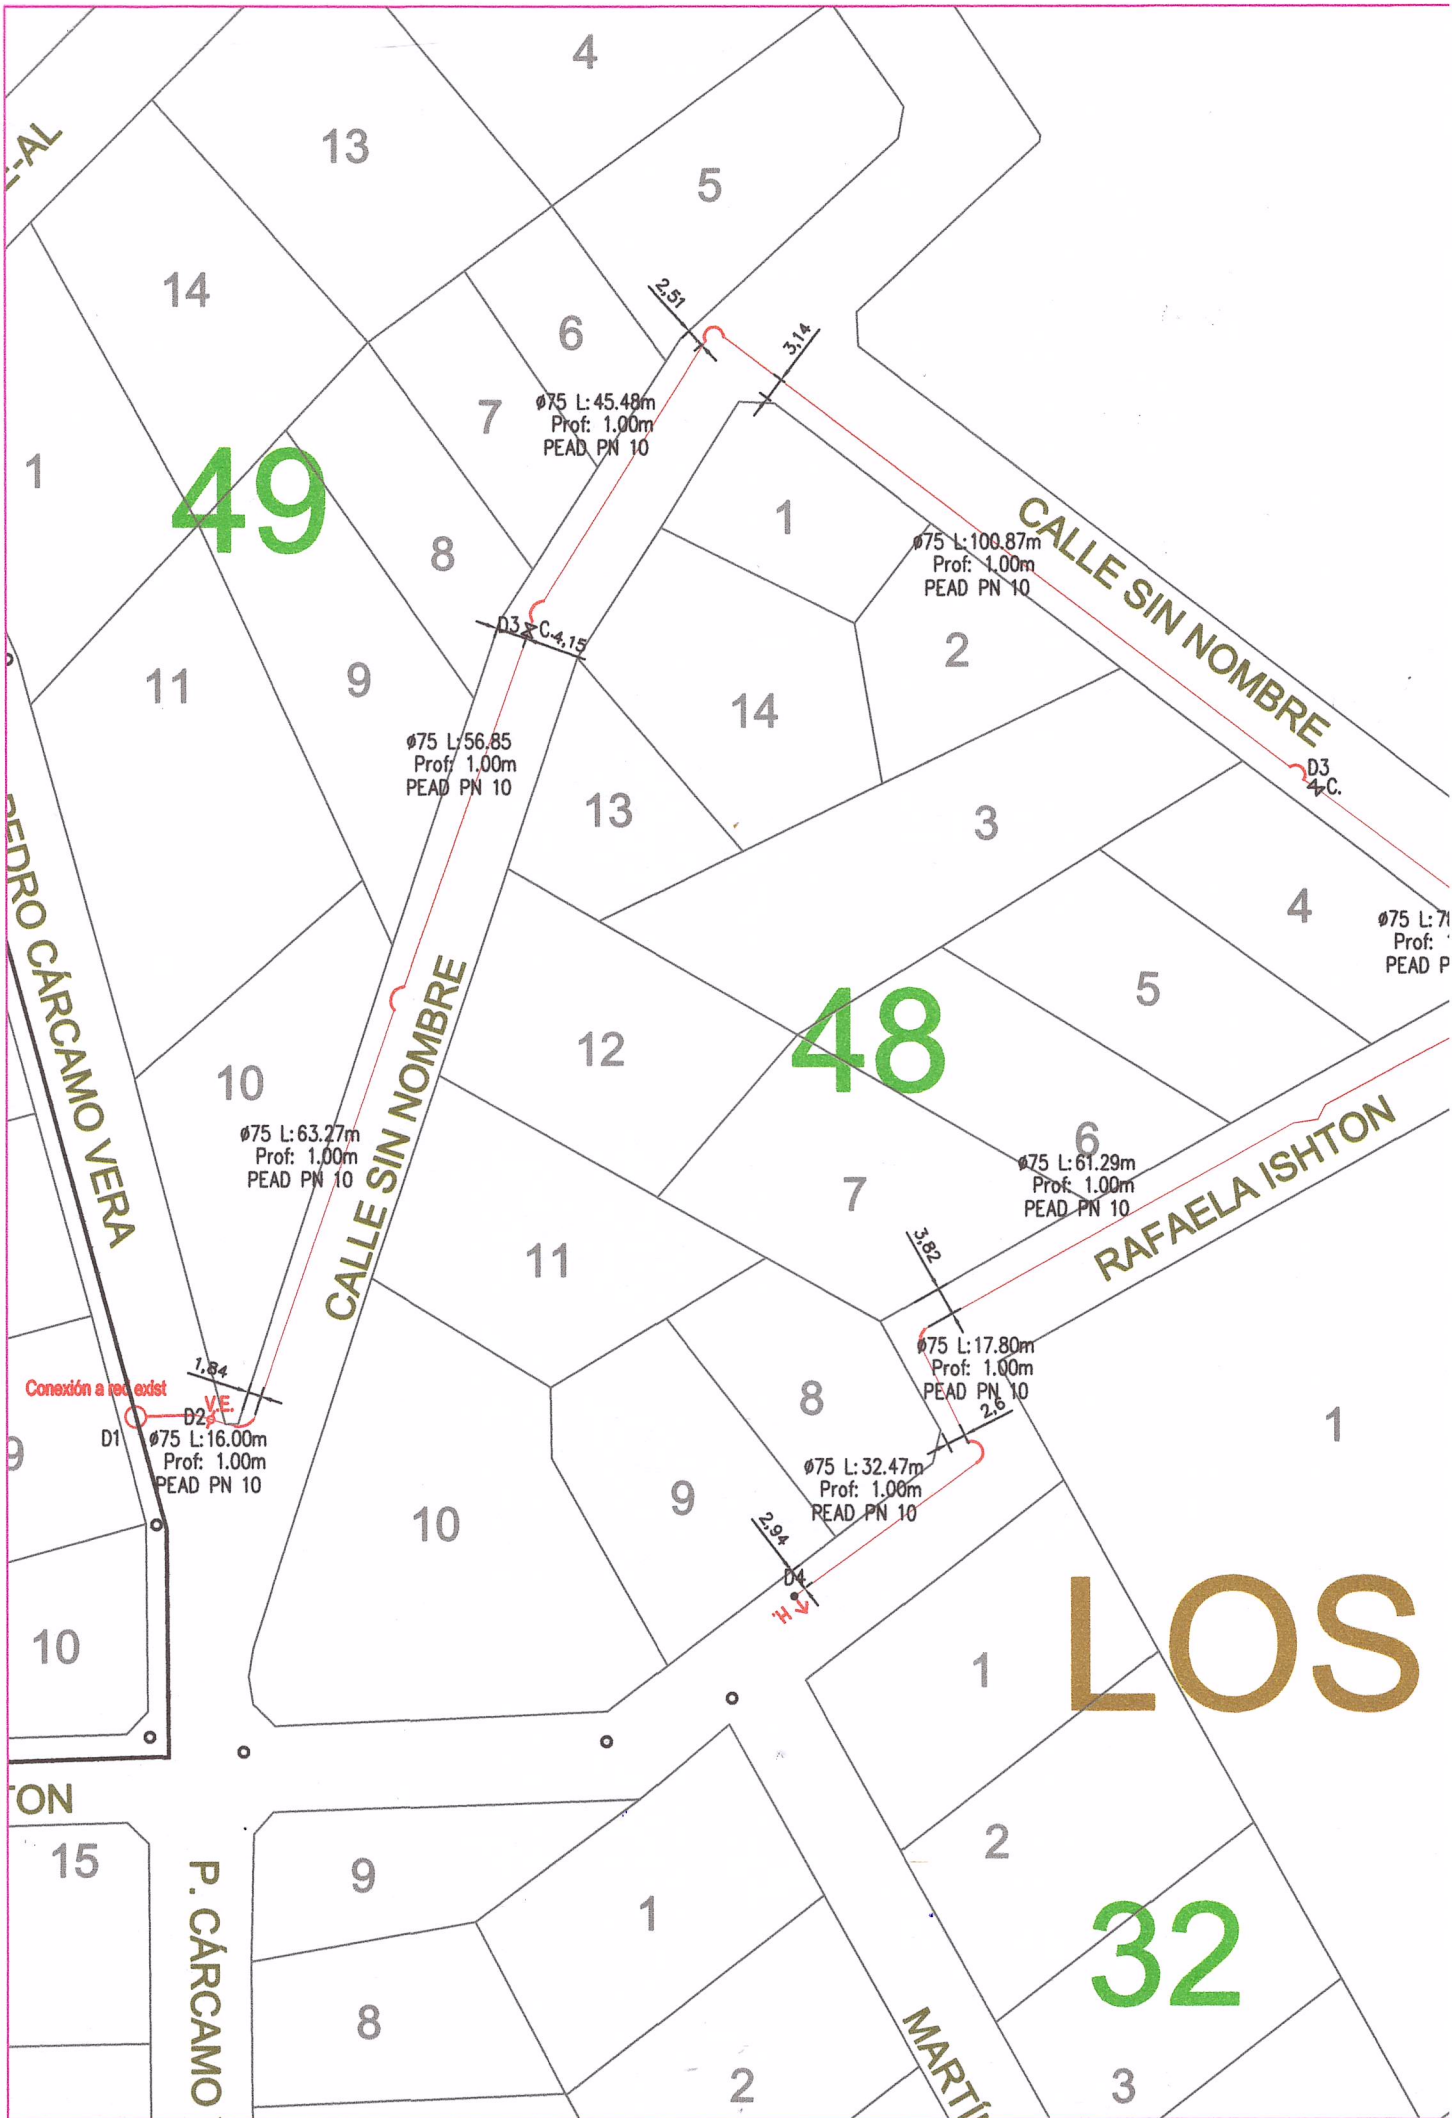 4
13
E-AL
5
14
2,51
6
3,14
7
ø75 L:45.48m
Prof: 1.00m
PEAD PN 10
1
49
8
1
ø75 L:100.87m
Prof: 1.00m
PEAD PN 10
CALLE SIN NOMBRE
D3 C.
4,15
2
11
9
14
ø75 L:56.85
Prof: 1.00m
PEAD PN 10
D3
C.
13
3
4
ø75 L:7
Prof:
PEAD P
PEDRO CÁRCAMO VERA
CALLE SIN NOMBRE
5
12
48
10
ø75 L:63.27m
Prof: 1.00m
PEAD PN 10
6
ø75 L:61.29m
Prof: 1.00m
PEAD PN 10
RAFAELA ISHTON
7
3,82
11
ø75 L:17.80m
Prof: 1.00m
PEAD PN 10
1,84
Conexión a red exist
V.E.
D2
D1
ø75 L:16.00m
Prof: 1.00m
PEAD PN 10
9
8
2,6
1
ø75 L:32.47m
Prof: 1.00m
PEAD PN 10
9
10
2,94
D4
H.
10
LOS
1
TON
15
9
2
P. CÁRCAMO
1
32
8
MARTÍ
2
3